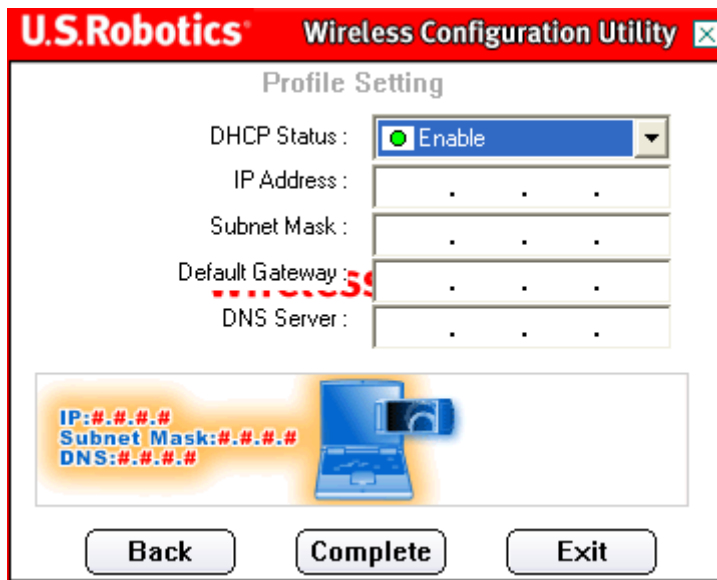 U.S.Robotics Wireless Configuration Utility
Profile Setting
DHCP Status : Enable
IP Address : . . .
Subnet Mask : . . .
Default Gateway : . . .
DNS Server : . . .
IP:#.#.#.#
Subnet Mask:#.#.#.#
DNS:#.#.#.#
Back Complete Exit